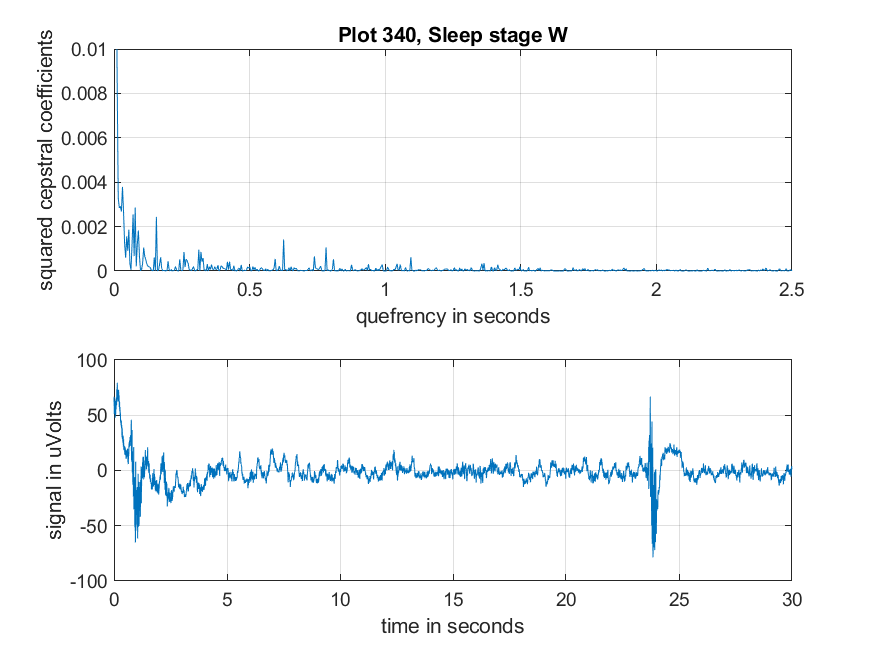 Plot 340, Sleep stage W
squared cepstral coefficients
0.01
0.008
0.006
0.004
0.002
0
0 0.5 1 1.5 2 2.5
quefrency in seconds
signal in uVolts
100
50
0
-50
-100
0 5 10 15 20 25 30
time in seconds